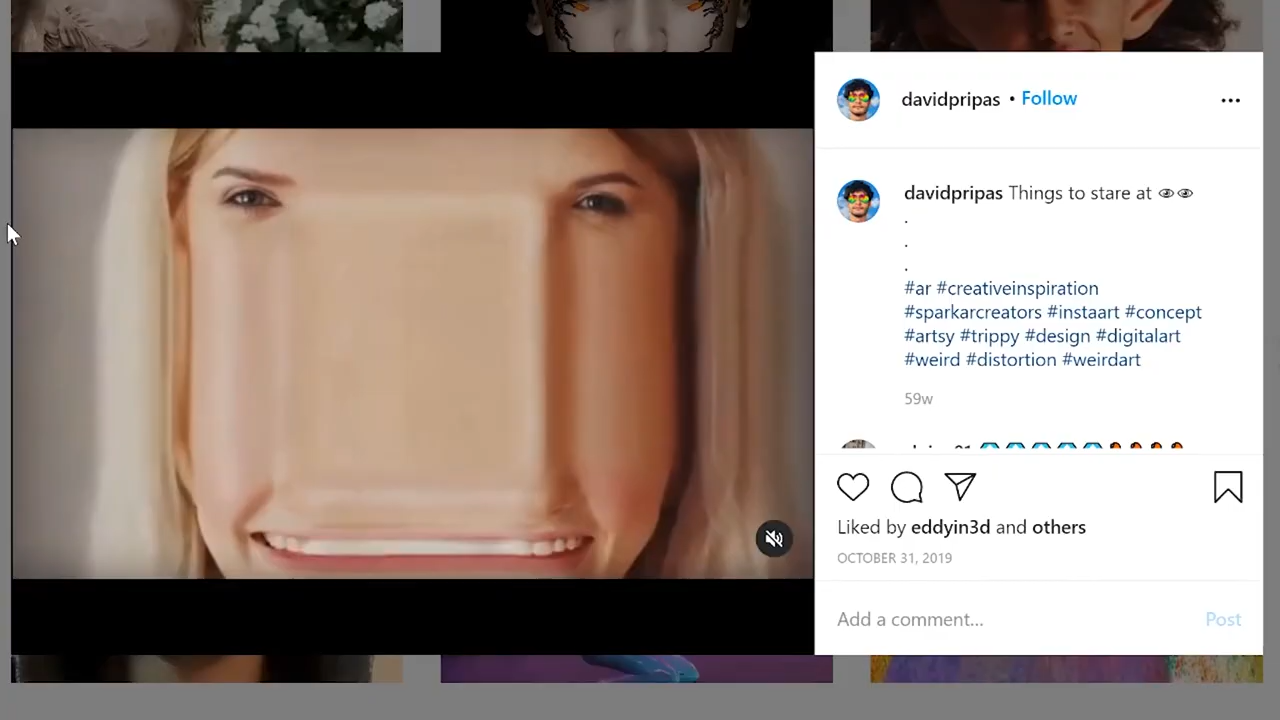 davidpripas • Follow
davidpripas Things to stare at 👁👁
.
.
.
#ar #creativeinspiration
#sparkarcreators #instaart #concept
#artsy #trippy #design #digitalart
#weird #distortion #weirdart
59w
Liked by eddyin3d and others
OCTOBER 31, 2019
Add a comment... Post